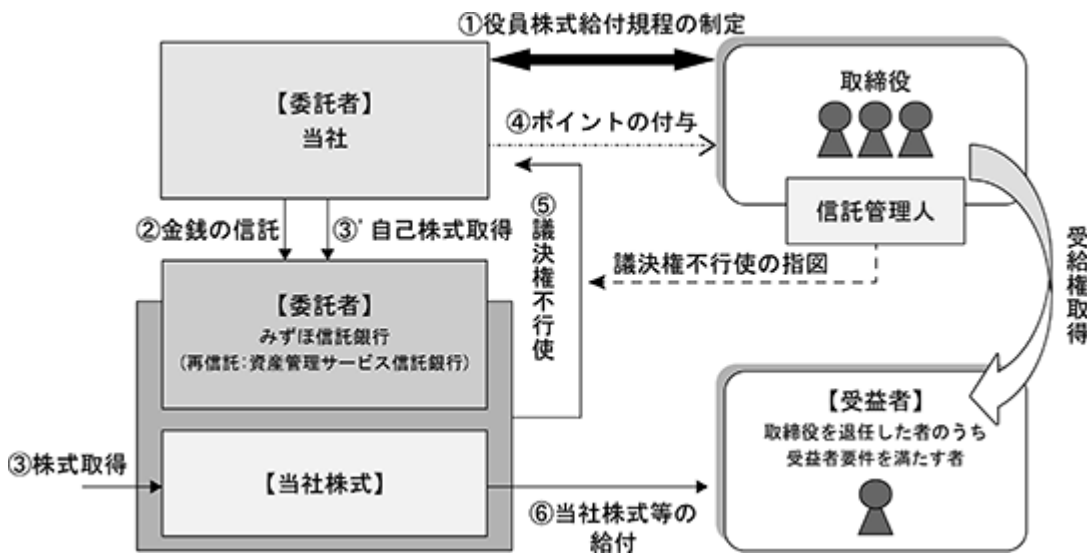 ①役員株式給付規程の制定
【委託者】
当社
取締役
④ポイントの付与
信託管理人
②金銭の信託
③’自己株式取得
⑤議決権不行使
議決権不行使の指図
受給権取得
【委託者】
みずほ信託銀行
(再信託:資産管理サービス信託銀行)
【受益者】
取締役を退任した者のうち
受益者要件を満たす者
③株式取得
【当社株式】
⑥当社株式等の
給付